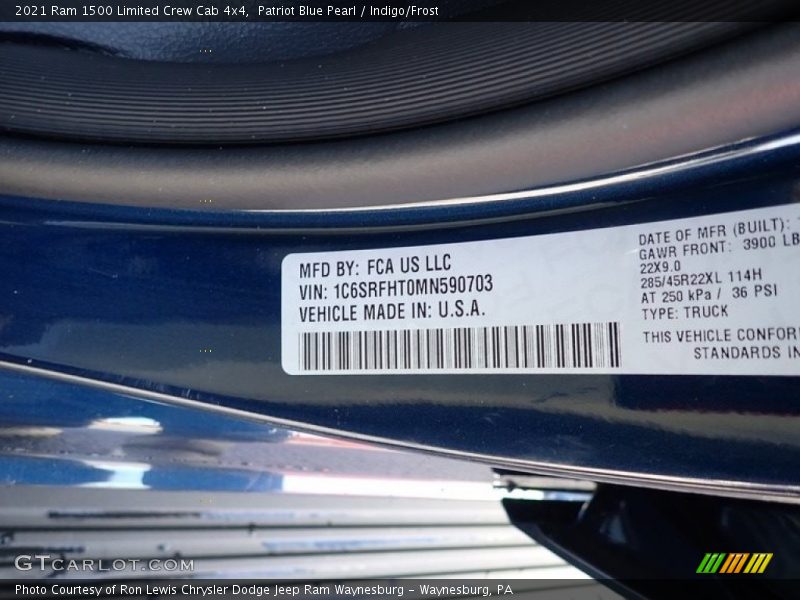 2021 Ram 1500 Limited Crew Cab 4x4, Patriot Blue Pearl / Indigo/Frost
MFD BY: FCA US LLC
VIN: 1C6SRFHT0MN590703
VEHICLE MADE IN: U.S.A.
DATE OF MFR (BUILT):
GAWR FRONT: 3900 LB
22X9.0
285/45R22XL 114H
AT 250 kPa / 36 PSI
TYPE: TRUCK
THIS VEHICLE CONFOR
STANDARDS IN
GTCARLOT.COM
Photo Courtesy of Ron Lewis Chrysler Dodge Jeep Ram Waynesburg - Waynesburg, PA